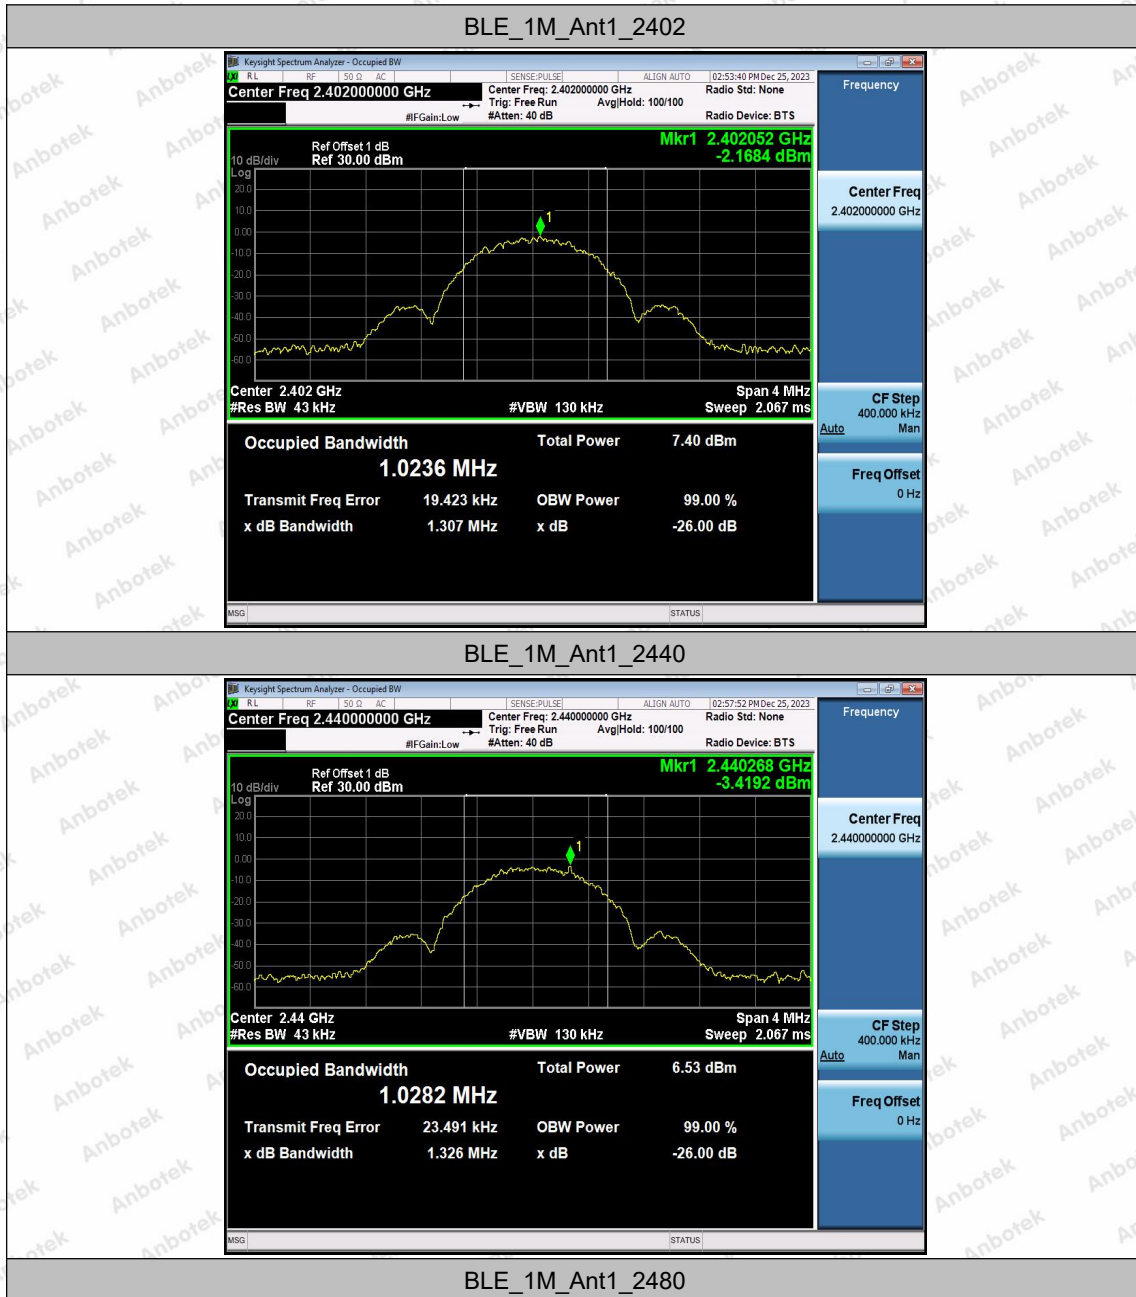 BLE_1M_Ant1_2402
Keysight Spectrum Analyzer - Occupied BW
RL RF 50 Ω AC SENSE:PULSE ALIGN AUTO 02:53:40 PM Dec 25, 2023
Center Freq 2.402000000 GHz
Center Freq: 2.402000000 GHz Radio Std: None
Trig: Free Run Avg|Hold: 100/100
#IFGain:Low #Atten: 40 dB Radio Device: BTS
Frequency
Mkr1 2.402052 GHz
-2.1684 dBm
Ref Offset 1 dB
10 dB/div Ref 30.00 dBm
Log
20.0
10.0
0.00
-10.0
-20.0
-30.0
-40.0
-50.0
-60.0
1
Center 2.402 GHz Span 4 MHz
#Res BW 43 kHz #VBW 130 kHz Sweep 2.067 ms
Center Freq
2.402000000 GHz
CF Step
400.000 kHz
Auto Man
Freq Offset
0 Hz
Occupied Bandwidth Total Power 7.40 dBm
1.0236 MHz
Transmit Freq Error 19.423 kHz OBW Power 99.00 %
x dB Bandwidth 1.307 MHz x dB -26.00 dB
MSG STATUS
BLE_1M_Ant1_2440
Keysight Spectrum Analyzer - Occupied BW
RL RF 50 Ω AC SENSE:PULSE ALIGN AUTO 02:57:52 PM Dec 25, 2023
Center Freq 2.440000000 GHz
Center Freq: 2.440000000 GHz Radio Std: None
Trig: Free Run Avg|Hold: 100/100
#IFGain:Low #Atten: 40 dB Radio Device: BTS
Frequency
Mkr1 2.440268 GHz
-3.4192 dBm
Ref Offset 1 dB
10 dB/div Ref 30.00 dBm
Log
20.0
10.0
0.00
-10.0
-20.0
-30.0
-40.0
-50.0
-60.0
1
Center 2.44 GHz Span 4 MHz
#Res BW 43 kHz #VBW 130 kHz Sweep 2.067 ms
Center Freq
2.440000000 GHz
CF Step
400.000 kHz
Auto Man
Freq Offset
0 Hz
Occupied Bandwidth Total Power 6.53 dBm
1.0282 MHz
Transmit Freq Error 23.491 kHz OBW Power 99.00 %
x dB Bandwidth 1.326 MHz x dB -26.00 dB
MSG STATUS
BLE_1M_Ant1_2480
Anbotek